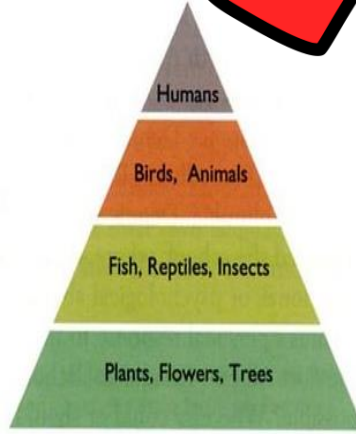 Humans
Birds, Animals
Fish, Reptiles, Insects
Plants, Flowers, Trees